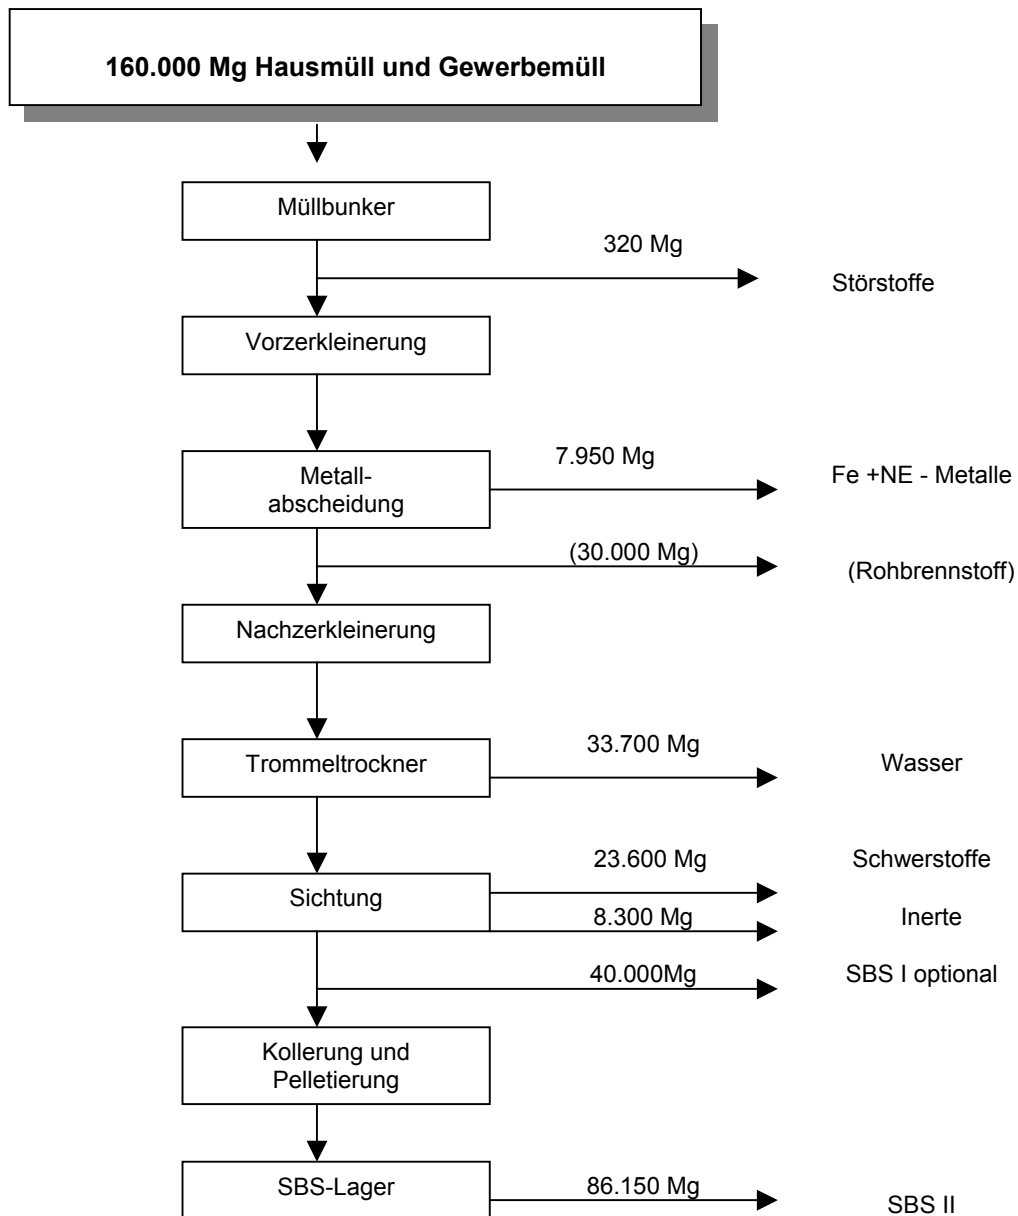 160.000 Mg Hausmüll und Gewerbemüll
Müllbunker
320 Mg
Störstoffe
Vorzerkleinerung
7.950 Mg
Metall-
abscheidung
Fe +NE - Metalle
(30.000 Mg)
(Rohbrennstoff)
Nachzerkleinerung
33.700 Mg
Trommeltrockner
Wasser
23.600 Mg
Schwerstoffe
Sichtung
8.300 Mg
Inerte
40.000Mg
SBS I optional
Kollerung und
Pelletierung
SBS-Lager
86.150 Mg
SBS II